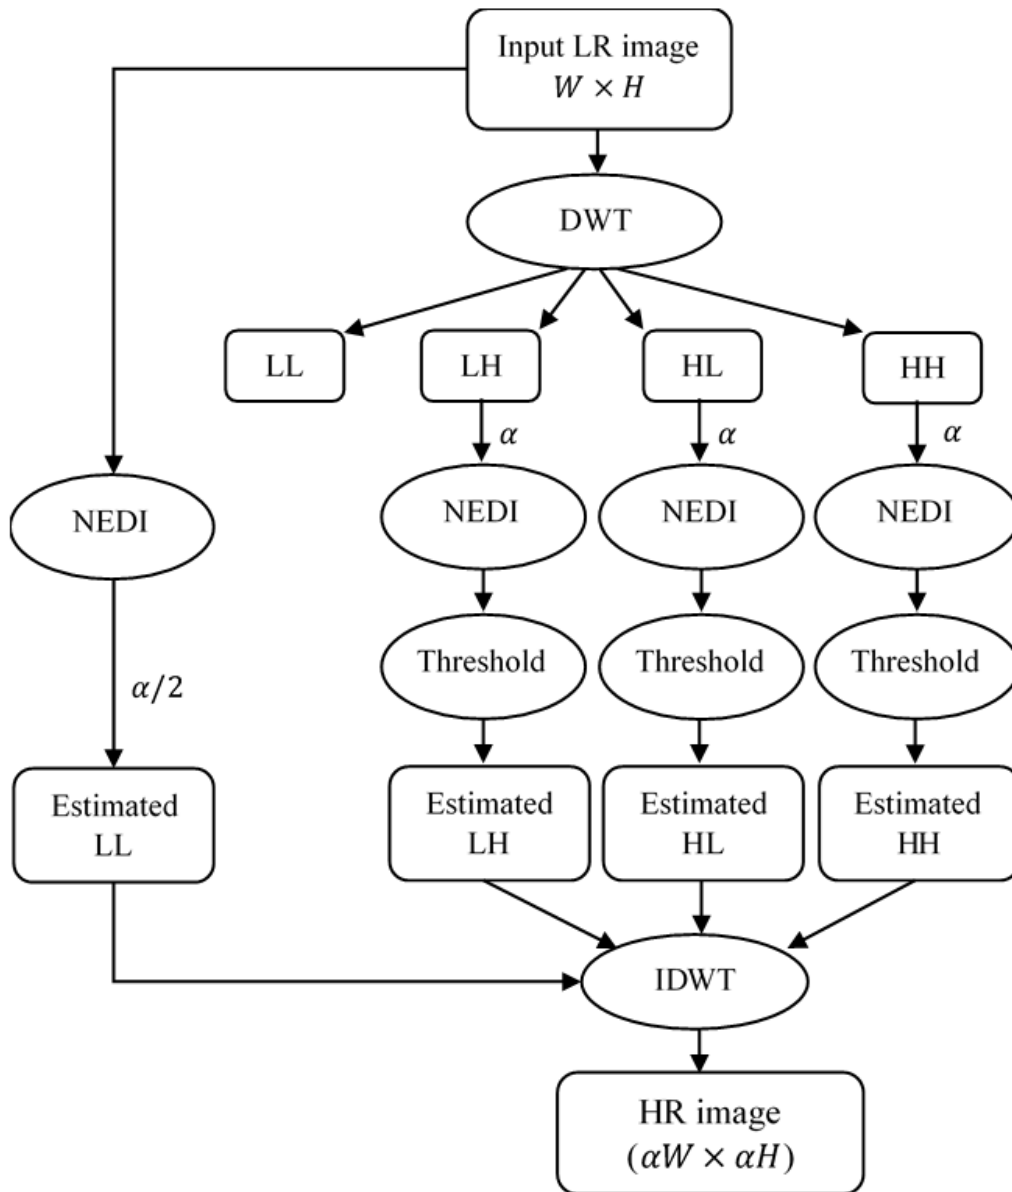 Input LR image
W × H
DWT
LL
LH
HL
HH
α
α
α
NEDI
NEDI
NEDI
NEDI
Threshold
Threshold
Threshold
α/2
Estimated
LL
Estimated
LH
Estimated
HL
Estimated
HH
IDWT
HR image
(αW × αH)